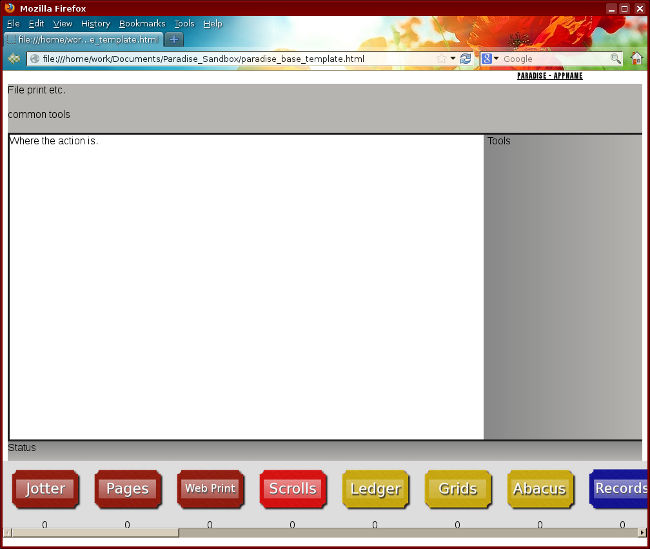 Mozilla Firefox
File Edit View History Bookmarks Tools Help
file:///home/wor...e_template.html
file:///home/work/Documents/Paradise_Sandbox/paradise_base_template.html
Google
PARADISE - APPNAME
File print etc.
common tools
Where the action is.
Tools
Status
Jotter Pages Web Print Scrolls Ledger Grids Abacus Records
0 0 0 0 0 0 0 0